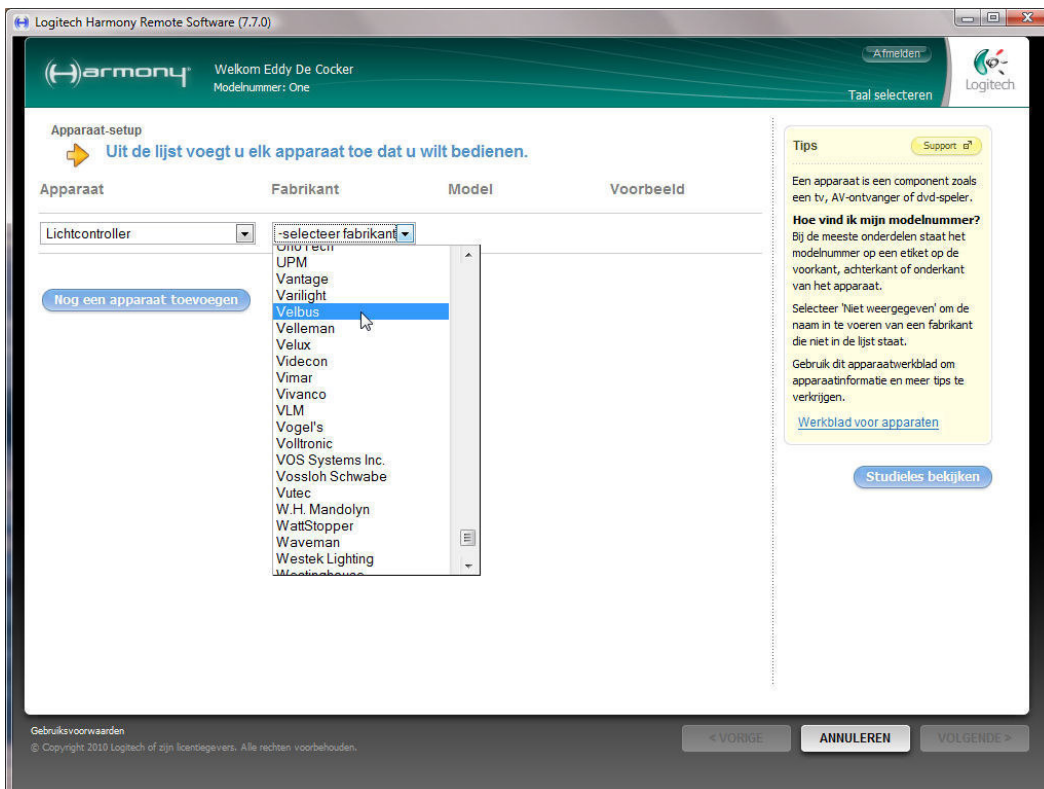 Logitech Harmony Remote Software (7.7.0)
Harmony
Welkom Eddy De Cocker
Modelnummer: One
Afmelden
Taal selecteren
Logitech
Apparaat-setup
Uit de lijst voegt u elk apparaat toe dat u wilt bedienen.
Apparaat Fabrikant Model Voorbeeld
Lichtcontroller -selecteer fabrikant
UPM
Vantage
Varilight
Velbus
Velleman
Velux
Videcon
Vimar
Vivanco
VLM
Vogel's
Volltronic
VOS Systems Inc.
Vossloh Schwabe
Vutec
W.H. Mandolyn
WattStopper
Waveman
Westek Lighting
Nog een apparaat toevoegen
Tips
Support
Een apparaat is een component zoals
een tv, AV-ontvanger of dvd-speler.
Hoe vind ik mijn modelnummer?
Bij de meeste onderdelen staat het
modelnummer op een etiket op de
voorkant, achterkant of onderkant
van het apparaat.
Selecteer 'Niet weergegeven' om de
naam in te voeren van een fabrikant
die niet in de lijst staat.
Gebruik dit apparaatwerkblad om
apparaatinformatie en meer tips te
verkrijgen.
Werkblad voor apparaten
Studieles bekijken
Gebruiksvoorwaarden
© Copyright 2010 Logitech of zijn licentiegevers. Alle rechten voorbehouden.
< VORIGE
ANNULEREN
VOLGENDE >